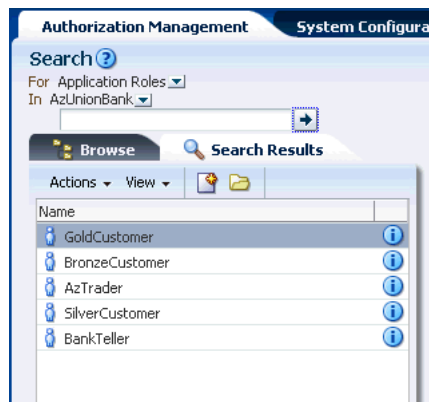 Authorization Management System Configura
Search
For Application Roles
In AzUnionBank
Browse Search Results
Actions View
Name
GoldCustomer
BronzeCustomer
AzTrader
SilverCustomer
BankTeller